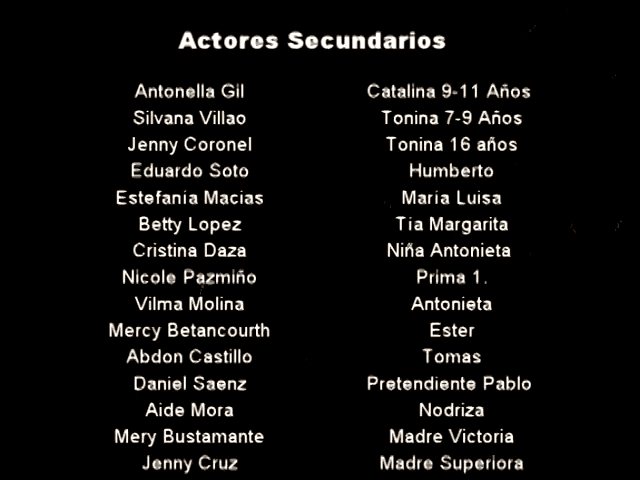 Actores Secundarios
Antonella Gil Catalina 9-11 Años
Silvana Villao Tonina 7-9 Años
Jenny Coronel Tonina 16 años
Eduardo Soto Humberto
Estefanía Macias María Luisa
Betty Lopez Tía Margarita
Cristina Daza Niña Antonieta
Nicole Pazmiño Prima 1.
Vilma Molina Antonieta
Mercy Betancourth Ester
Abdon Castillo Tomas
Daniel Saenz Pretendiente Pablo
Aide Mora Nodriza
Mery Bustamante Madre Victoria
Jenny Cruz Madre Superiora